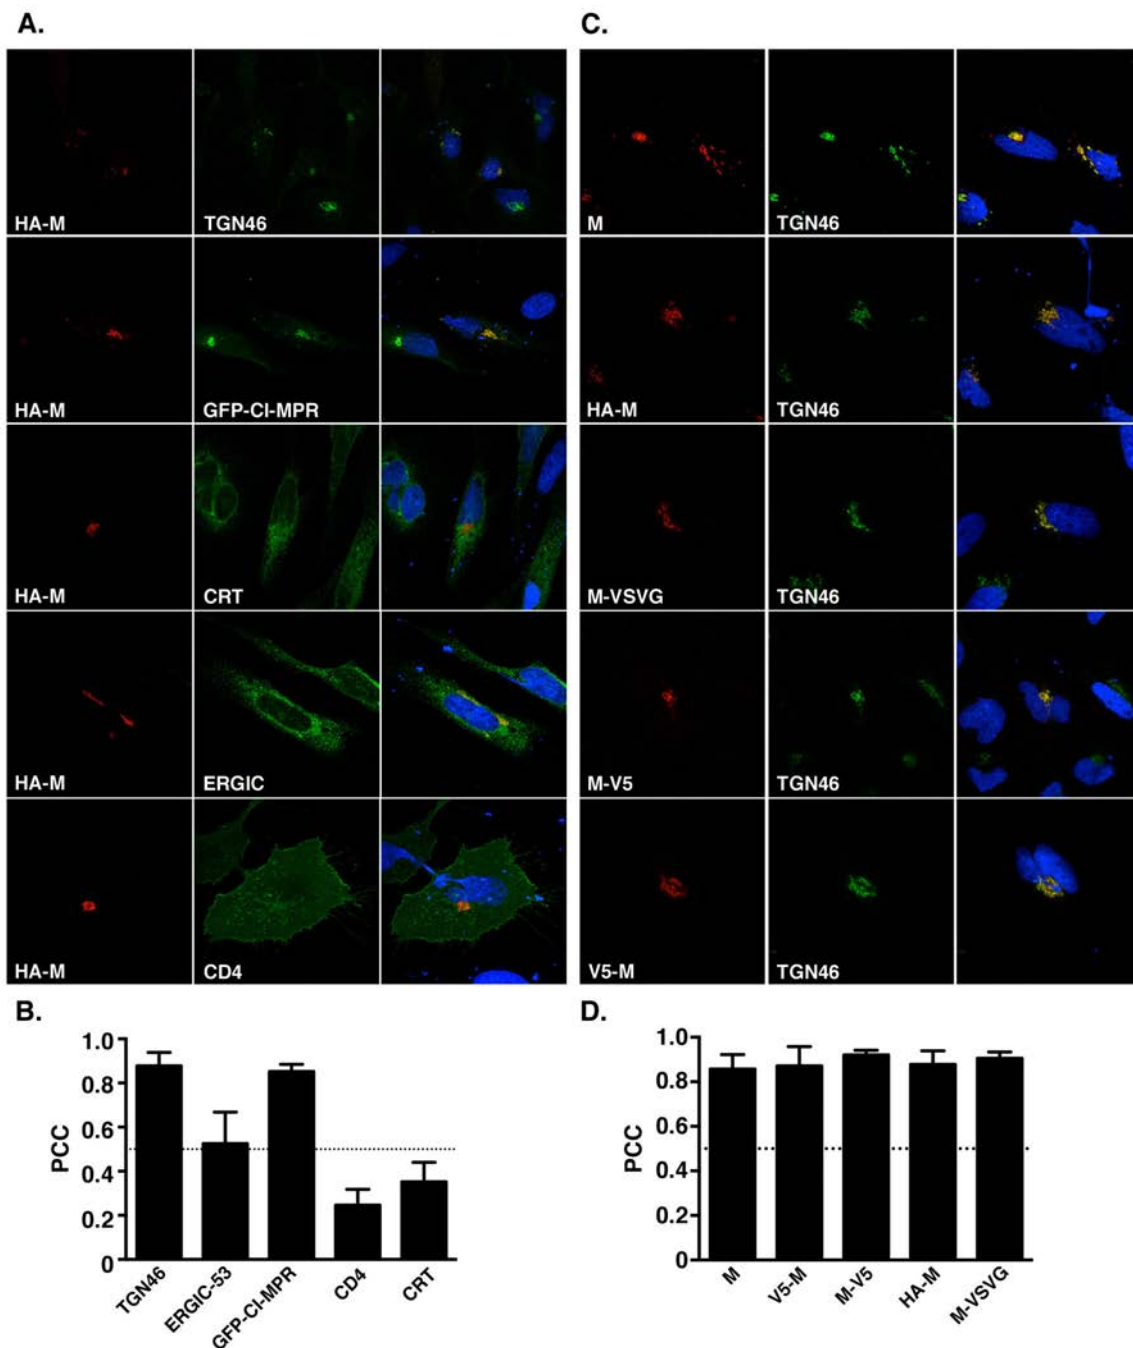 A.
HA-M TGN46
HA-M GFP-CI-MPR
HA-M CRT
HA-M ERGIC
HA-M CD4
C.
M TGN46
HA-M TGN46
M-VSVG TGN46
M-V5 TGN46
V5-M TGN46
B.
PCC
1.0
0.8
0.6
0.4
0.2
0
TGN46
ERGIC-53
GFP-CI-MPR
CD4
CRT
D.
PCC
1.0
0.8
0.6
0.4
0.2
0
M
V5-M
M-V5
HA-M
M-VSVG